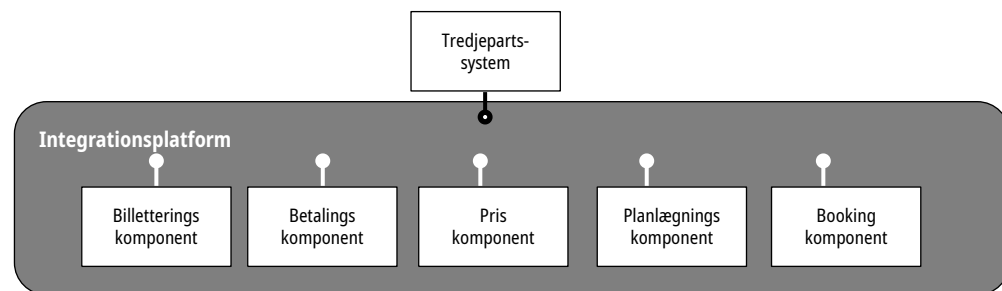 Tredjeparts-
system
Integrationsplatform
Billetterings
komponent
Betalings
komponent
Pris
komponent
Planlægnings
komponent
Booking
komponent